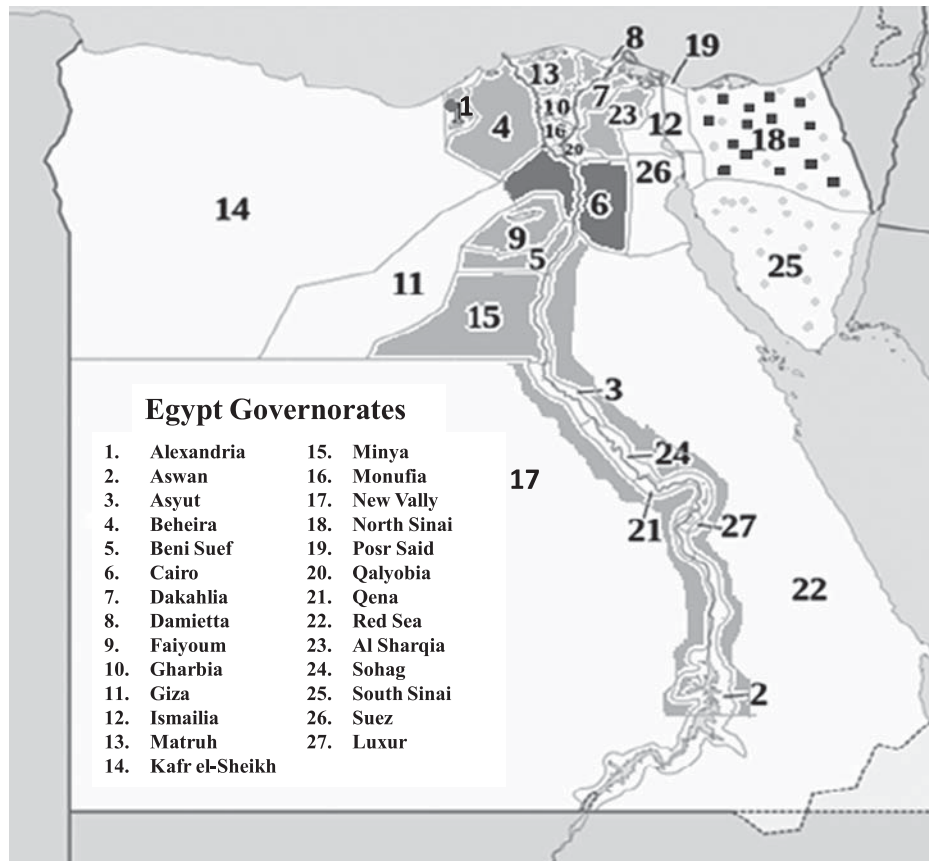 8
19
13
1
7
10
4
23
12
18
16
20
26
14
6
9
5
25
11
15
3
Egypt Governorates
24
17
21
27
22
2
1. Alexandria
2. Aswan
3. Asyut
4. Beheira
5. Beni Suef
6. Cairo
7. Dakahlia
8. Damietta
9. Faiyoum
10. Gharbia
11. Giza
12. Ismailia
13. Matruh
14. Kafr el-Sheikh
15. Minya
16. Monufia
17. New Vally
18. North Sinai
19. Posr Said
20. Qalyobia
21. Qena
22. Red Sea
23. Al Sharqia
24. Sohag
25. South Sinai
26. Suez
27. Luxur